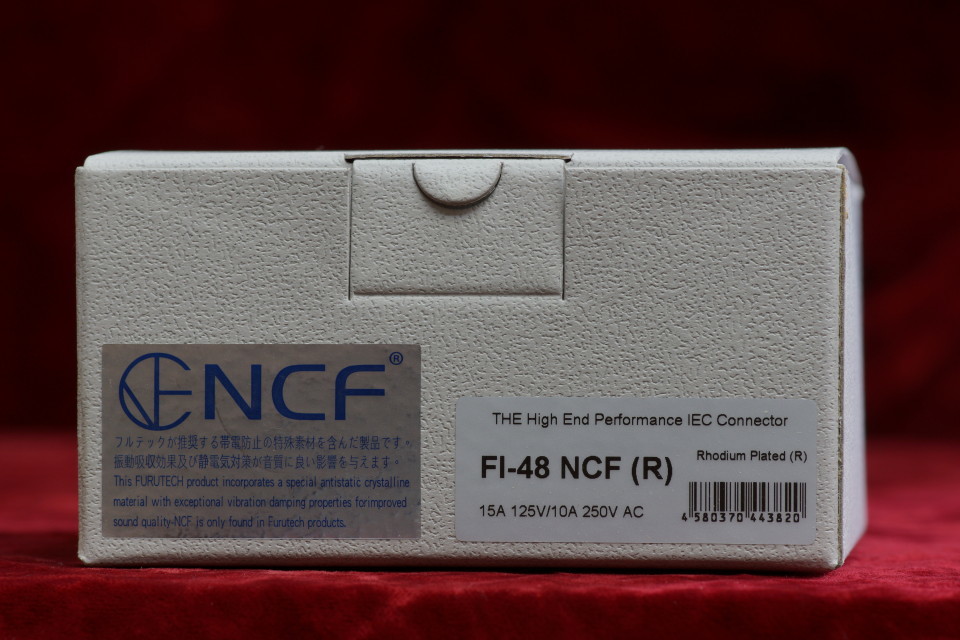 NCF®
フルテックが推奨する帯電防止の特殊素材を含んだ製品です。
振動吸収効果及び静電気対策が音質に良い影響を与えます。
This FURUTECH product incorporates a special antistatic crystalline
material with exceptional vibration damping properties forimproved
sound quality-NCF is only found in Furutech products.
THE High End Performance IEC Connector
Rhodium Plated (R)
FI-48 NCF (R)
15A 125V/10A 250V AC
4 580370 443820